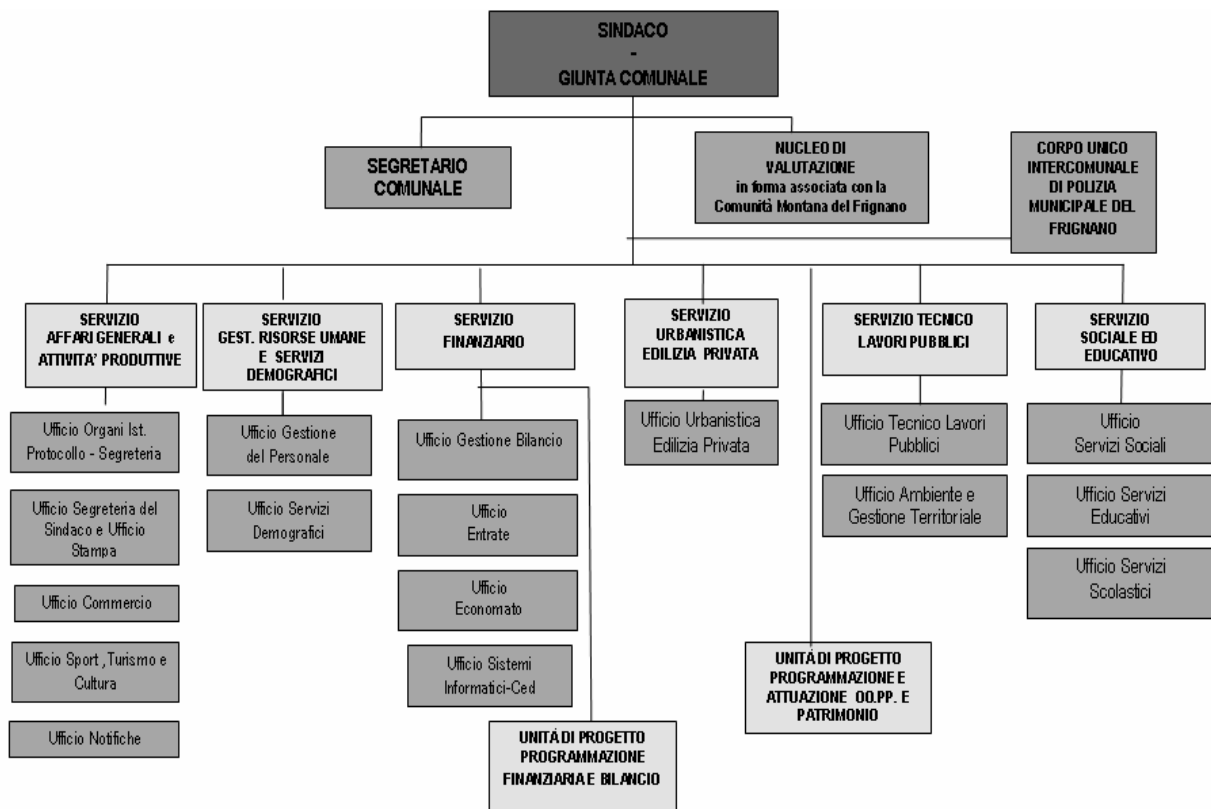 SINDACO
-
GIUNTA COMUNALE
SEGRETARIO
COMUNALE
NUCLEO DI
VALUTAZIONE
in forma associata con la
Comunità Montana del Frignano
CORPO UNICO
INTERCOMUNALE
DI POLIZIA
MUNICIPALE DEL
FRIGNANO
SERVIZIO
AFFARI GENERALI e
ATTIVITA' PRODUTTIVE
Ufficio Organi Ist.
Protocollo - Segreteria
Ufficio Segreteria del
Sindaco e Ufficio
Stampa
Ufficio Commercio
Ufficio Sport ,Turismo e
Cultura
Ufficio Notifiche
SERVIZIO
GEST. RISORSE UMANE
E SERVIZI
DEMOGRAFICI
Ufficio Gestione
del Personale
Ufficio Servizi
Demografici
SERVIZIO
FINANZIARIO
Ufficio Gestione Bilancio
Ufficio
Entrate
Ufficio
Economato
Ufficio Sistemi
Informatici-Ced
UNITÁ DI PROGETTO
PROGRAMMAZIONE
FINANZIARIA E BILANCIO
SERVIZIO
URBANISTICA
EDILIZIA PRIVATA
Ufficio Urbanistica
Edilizia Privata
UNITÁ DI PROGETTO
PROGRAMMAZIONE E
ATTUAZIONE OO.PP. E
PATRIMONIO
SERVIZIO TECNICO
LAVORI PUBBLICI
Ufficio Tecnico Lavori
Pubblici
Ufficio Ambiente e
Gestione Territoriale
SERVIZIO
SOCIALE ED
EDUCATIVO
Ufficio
Servizi Sociali
Ufficio Servizi
Educativi
Ufficio Servizi
Scolastici